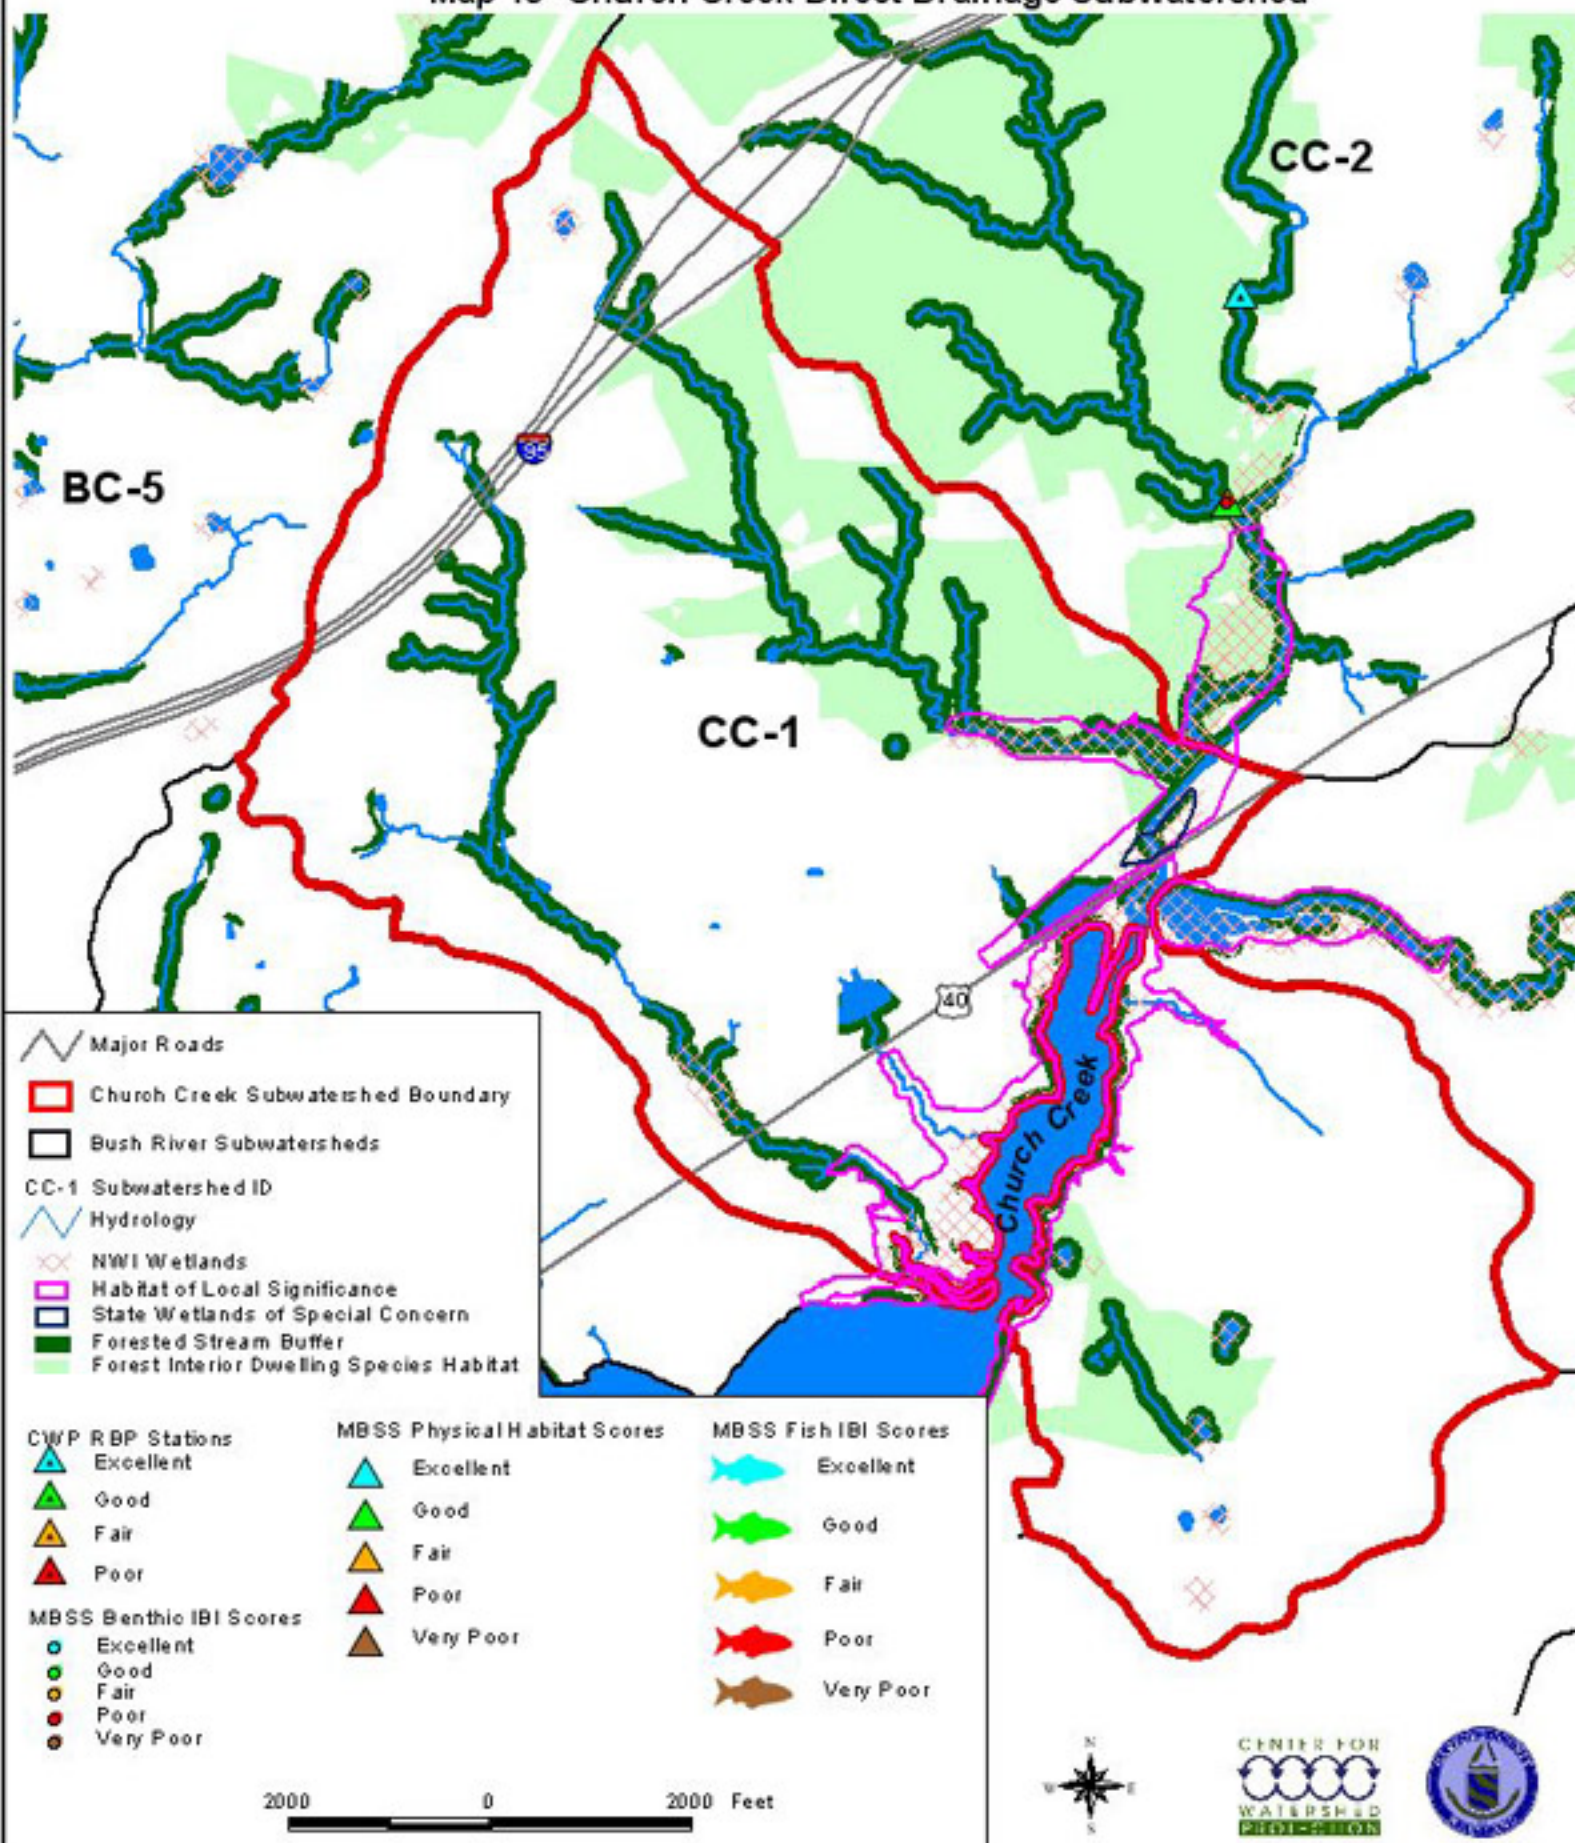 CC-2
95
BC-5
CC-1
40
Church Creek
Major Roads
Church Creek Subwatershed Boundary
Bush River Subwatersheds
CC-1 Subwatershed ID
Hydrology
NWI Wetlands
Habitat of Local Significance
State Wetlands of Special Concern
Forested Stream Buffer
Forest Interior Dwelling Species Habitat
CWP RBP Stations
Excellent
Good
Fair
Poor
MBSS Benthic IBI Scores
Excellent
Good
Fair
Poor
Very Poor
MBSS Physical Habitat Scores
Excellent
Good
Fair
Poor
Very Poor
MBSS Fish IBI Scores
Excellent
Good
Fair
Poor
Very Poor
2000 0 2000 Feet
N
W E
S
CENTER FOR
WATERSHED